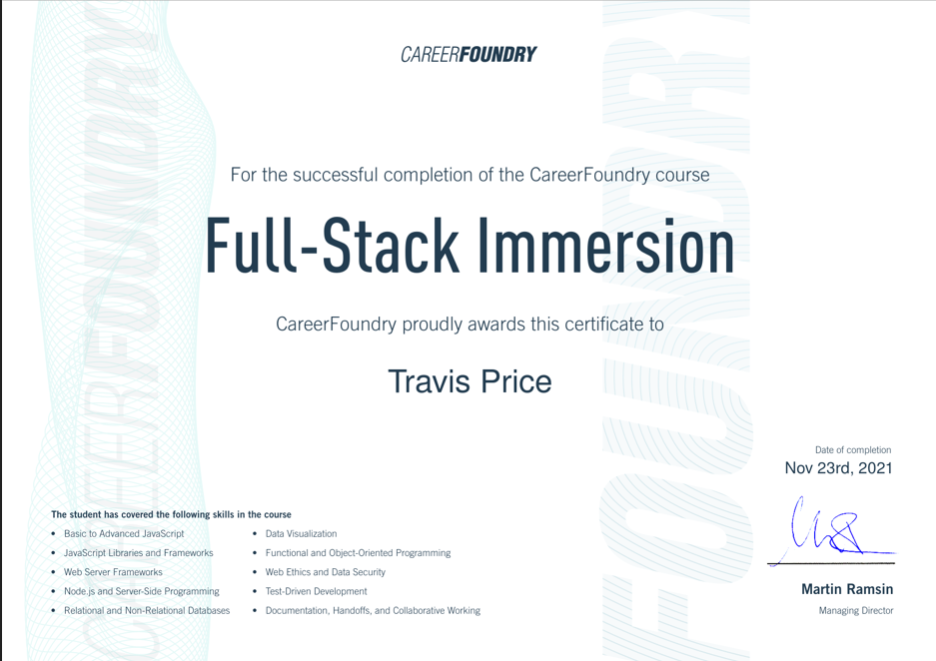 CAREERFOUNDRY
For the successful completion of the CareerFoundry course
Full-Stack Immersion
CareerFoundry proudly awards this certificate to
Travis Price
Date of completion
Nov 23rd, 2021
Martin Ramsin
Managing Director
The student has covered the following skills in the course
• Basic to Advanced JavaScript
• JavaScript Libraries and Frameworks
• Web Server Frameworks
• Node.js and Server-Side Programming
• Relational and Non-Relational Databases
• Data Visualization
• Functional and Object-Oriented Programming
• Web Ethics and Data Security
• Test-Driven Development
• Documentation, Handoffs, and Collaborative Working
CAREERFOUNDRY
FOUNDR